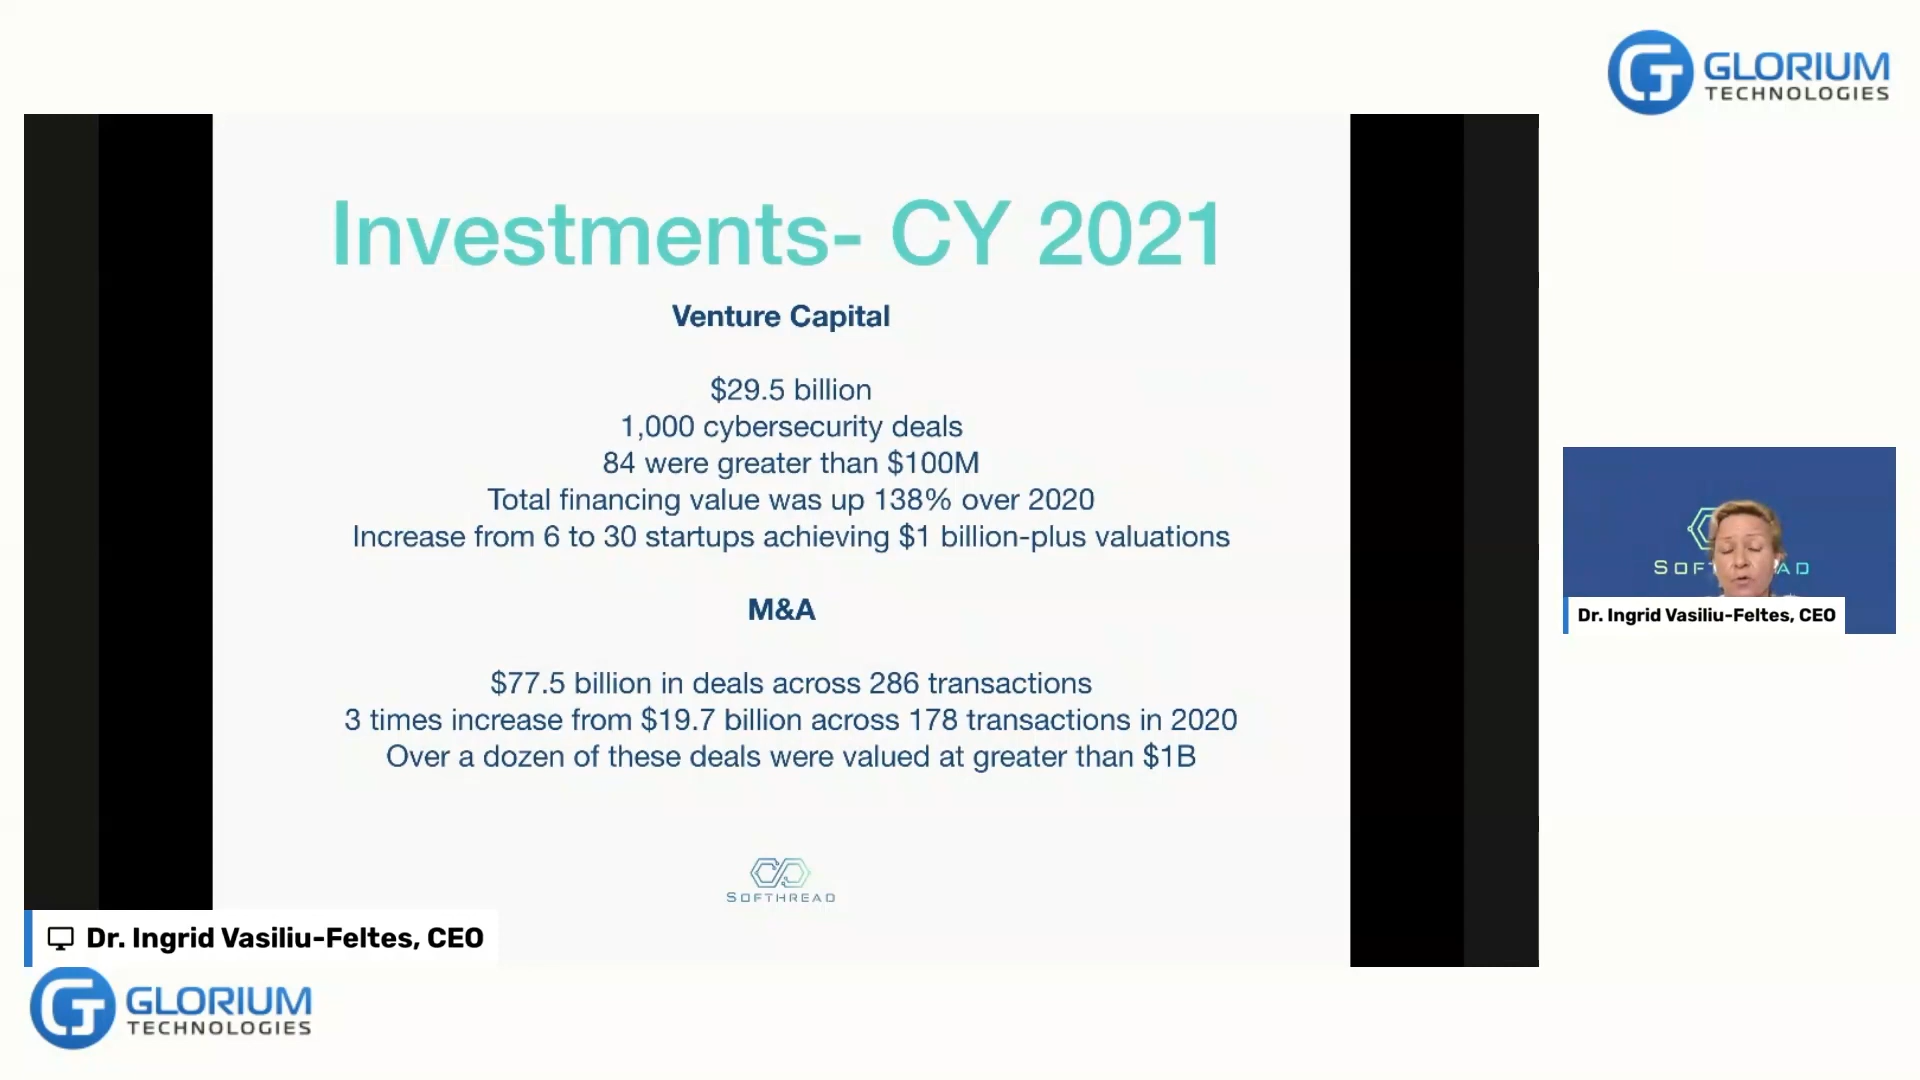 GLORIUM
TECHNOLOGIES
Investments- CY 2021
Venture Capital
$29.5 billion
1,000 cybersecurity deals
84 were greater than $100M
Total financing value was up 138% over 2020
Increase from 6 to 30 startups achieving $1 billion-plus valuations
M&A
$77.5 billion in deals across 286 transactions
3 times increase from $19.7 billion across 178 transactions in 2020
Over a dozen of these deals were valued at greater than $1B
SOFTHREAD
SOF AD
Dr. Ingrid Vasiliu-Feltes, CEO
Dr. Ingrid Vasiliu-Feltes, CEO
GLORIUM
TECHNOLOGIES